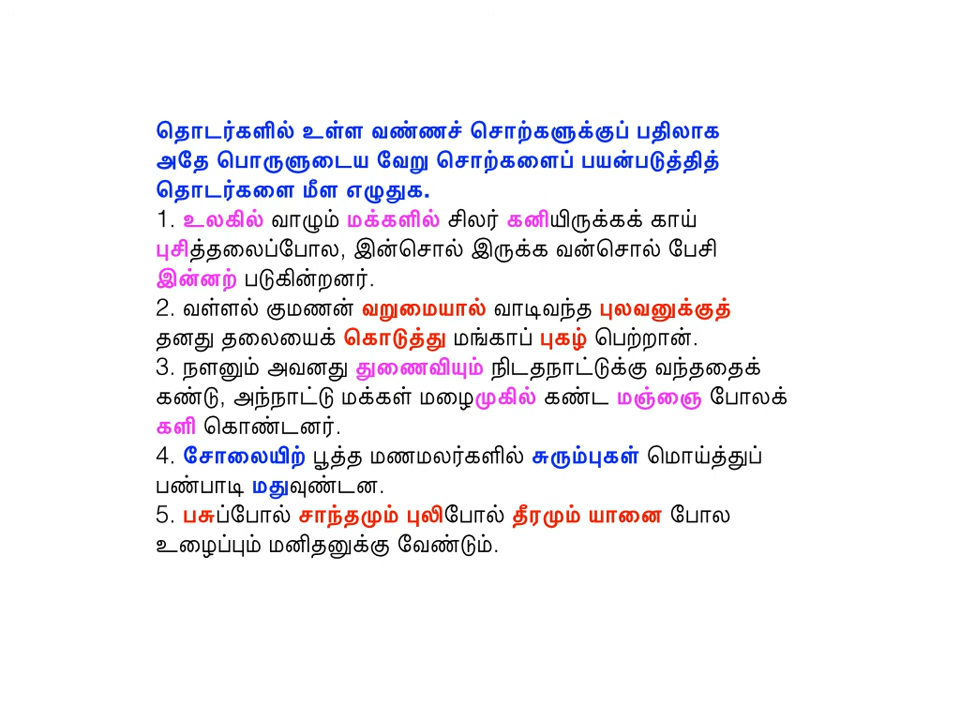 தொடர்களில் உள்ள வண்ணச் சொற்களுக்குப் பதிலாக
அதே பொருளுடைய வேறு சொற்களைப் பயன்படுத்தித்
தொடர்களை மீள எழுதுக.
1. உலகில் வாழும் மக்களில் சிலர் கனியிருக்கக் காய்
புசித்தலைப்போல, இன்சொல் இருக்க வன்சொல் பேசி
இன்னற் படுகின்றனர்.
2. வள்ளல் குமணன் வறுமையால் வாடிவந்த புலவனுக்குத்
தனது தலையைக் கொடுத்து மங்காப் புகழ் பெற்றான்.
3. நளனும் அவனது துணைவியும் நிடதநாட்டுக்கு வந்ததைக்
கண்டு, அந்நாட்டு மக்கள் மழைமுகில் கண்ட மஞ்ஞை போலக்
களி கொண்டனர்.
4. சோலையிற் பூத்த மணமலர்களில் சுரும்புகள் மொய்த்துப்
பண்பாடி மதுவுண்டன.
5. பசுப்போல் சாந்தமும் புலிபோல் தீரமும் யானை போல
உழைப்பும் மனிதனுக்கு வேண்டும்.